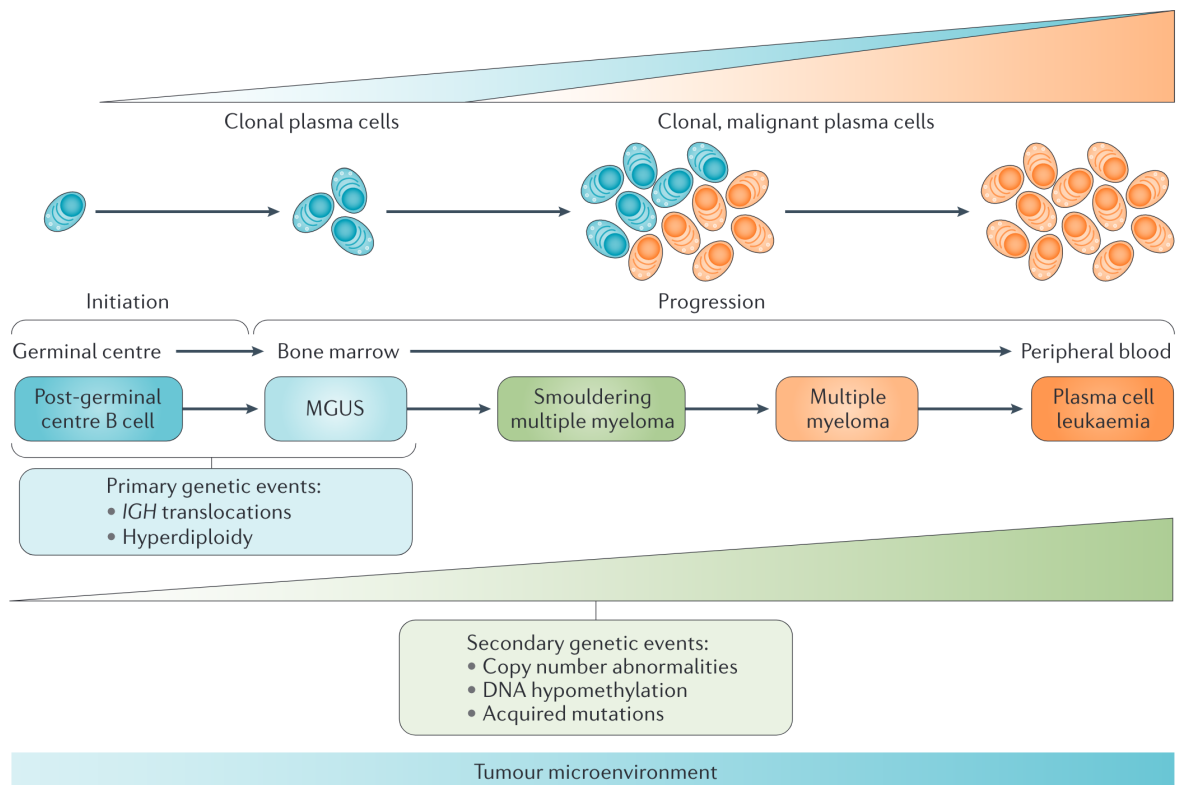 Clonal plasma cells
Clonal, malignant plasma cells
Initiation
Progression
Germinal centre
Bone marrow
Peripheral blood
Post-germinal
centre B cell
MGUS
Smouldering
multiple myeloma
Multiple
myeloma
Plasma cell
leukaemia
Primary genetic events:
• IGH translocations
• Hyperdiploidy
Secondary genetic events:
• Copy number abnormalities
• DNA hypomethylation
• Acquired mutations
Tumour microenvironment